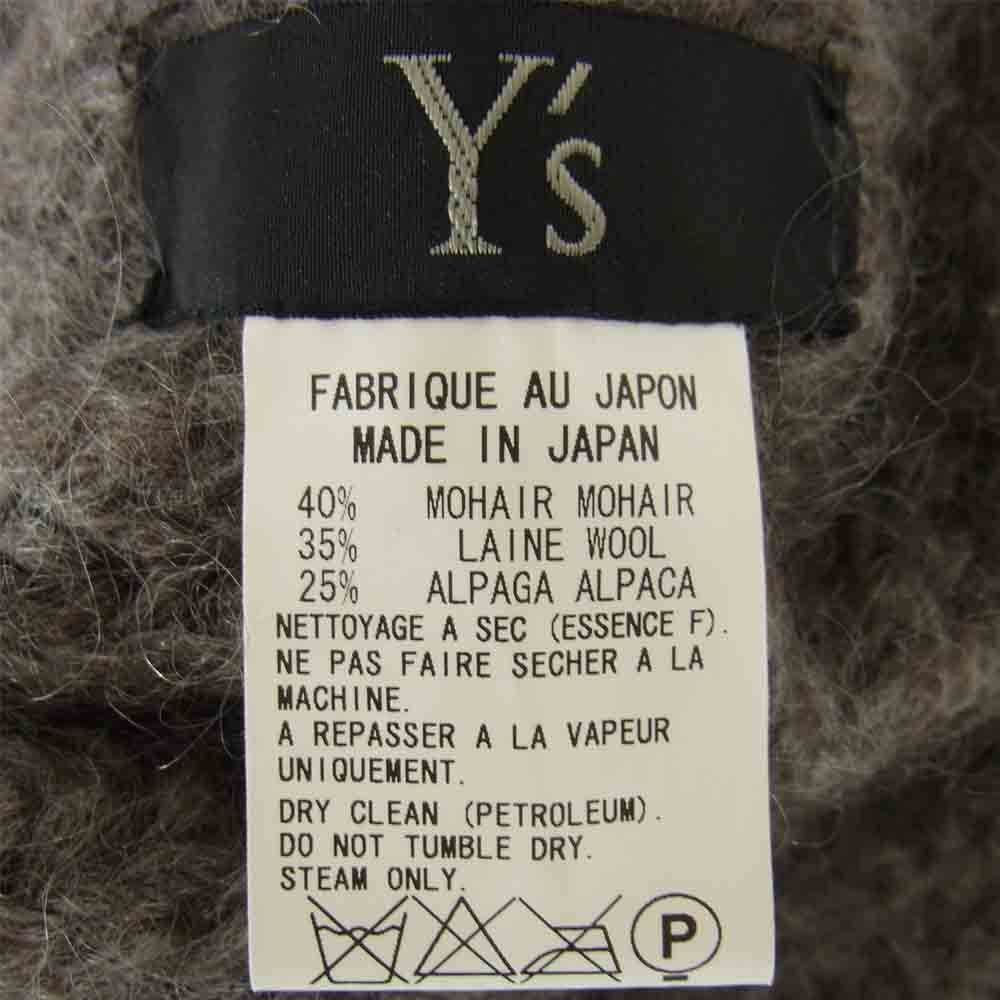 Y's
FABRIQUE AU JAPON
MADE IN JAPAN
40% MOHAIR MOHAIR
35% LAINE WOOL
25% ALPAGA ALPACA
NETTOYAGE A SEC (ESSENCE F).
NE PAS FAIRE SECHER A LA
MACHINE.
A REPASSER A LA VAPEUR
UNIQUEMENT.
DRY CLEAN (PETROLEUM).
DO NOT TUMBLE DRY.
STEAM ONLY.
P